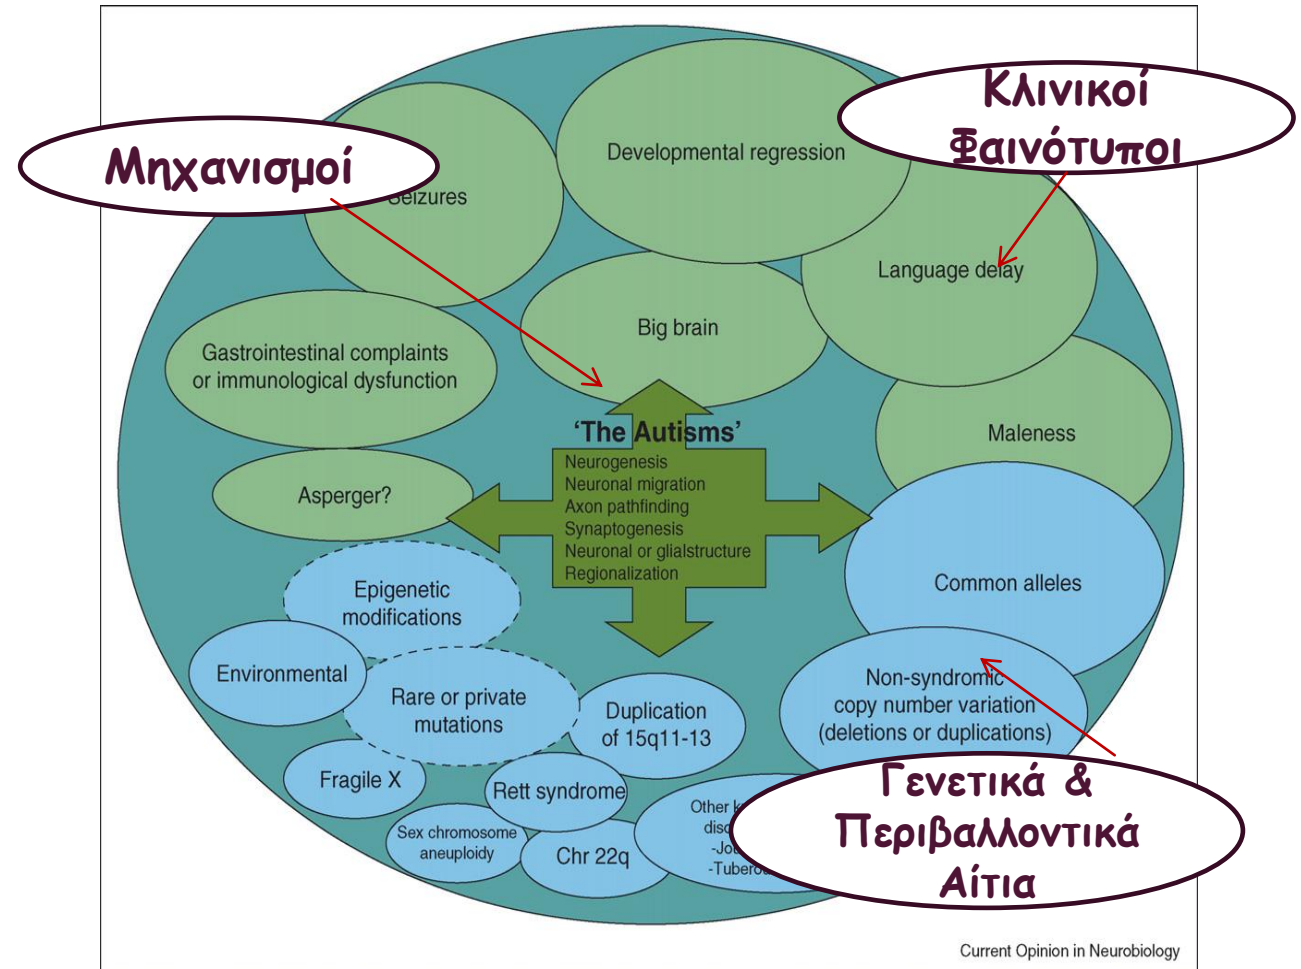 Κλινικοί
Φαινότυποι
Μηχανισμοί
Developmental regression
Seizures
Language delay
Big brain
Gastrointestinal complaints
or immunological dysfunction
Maleness
'The Autisms'
Neurogenesis
Neuronal migration
Axon pathfinding
Synaptogenesis
Neuronal or glialstructure
Regionalization
Asperger?
Common alleles
Epigenetic
modifications
Environmental
Rare or private
mutations
Duplication
of 15q11-13
Non-syndromic
copy number variation
(deletions or duplications)
Fragile X
Rett syndrome
Sex chromosome
aneuploidy
Chr 22q
Other
Γενετικά &
Περιβαλλοντικά
Αίτια
Current Opinion in Neurobiology